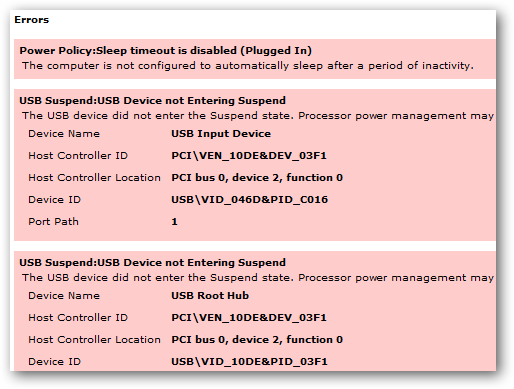 Errors
Power Policy:Sleep timeout is disabled (Plugged In)
The computer is not configured to automatically sleep after a period of inactivity.
USB Suspend:USB Device not Entering Suspend
The USB device did not enter the Suspend state. Processor power management may
Device Name USB Input Device
Host Controller ID PCI\VEN_10DE&DEV_03F1
Host Controller Location PCI bus 0, device 2, function 0
Device ID USB\VID_046D&PID_C016
Port Path 1
USB Suspend:USB Device not Entering Suspend
The USB device did not enter the Suspend state. Processor power management may
Device Name USB Root Hub
Host Controller ID PCI\VEN_10DE&DEV_03F1
Host Controller Location PCI bus 0, device 2, function 0
Device ID USB\VID_10DE&PID_03F1